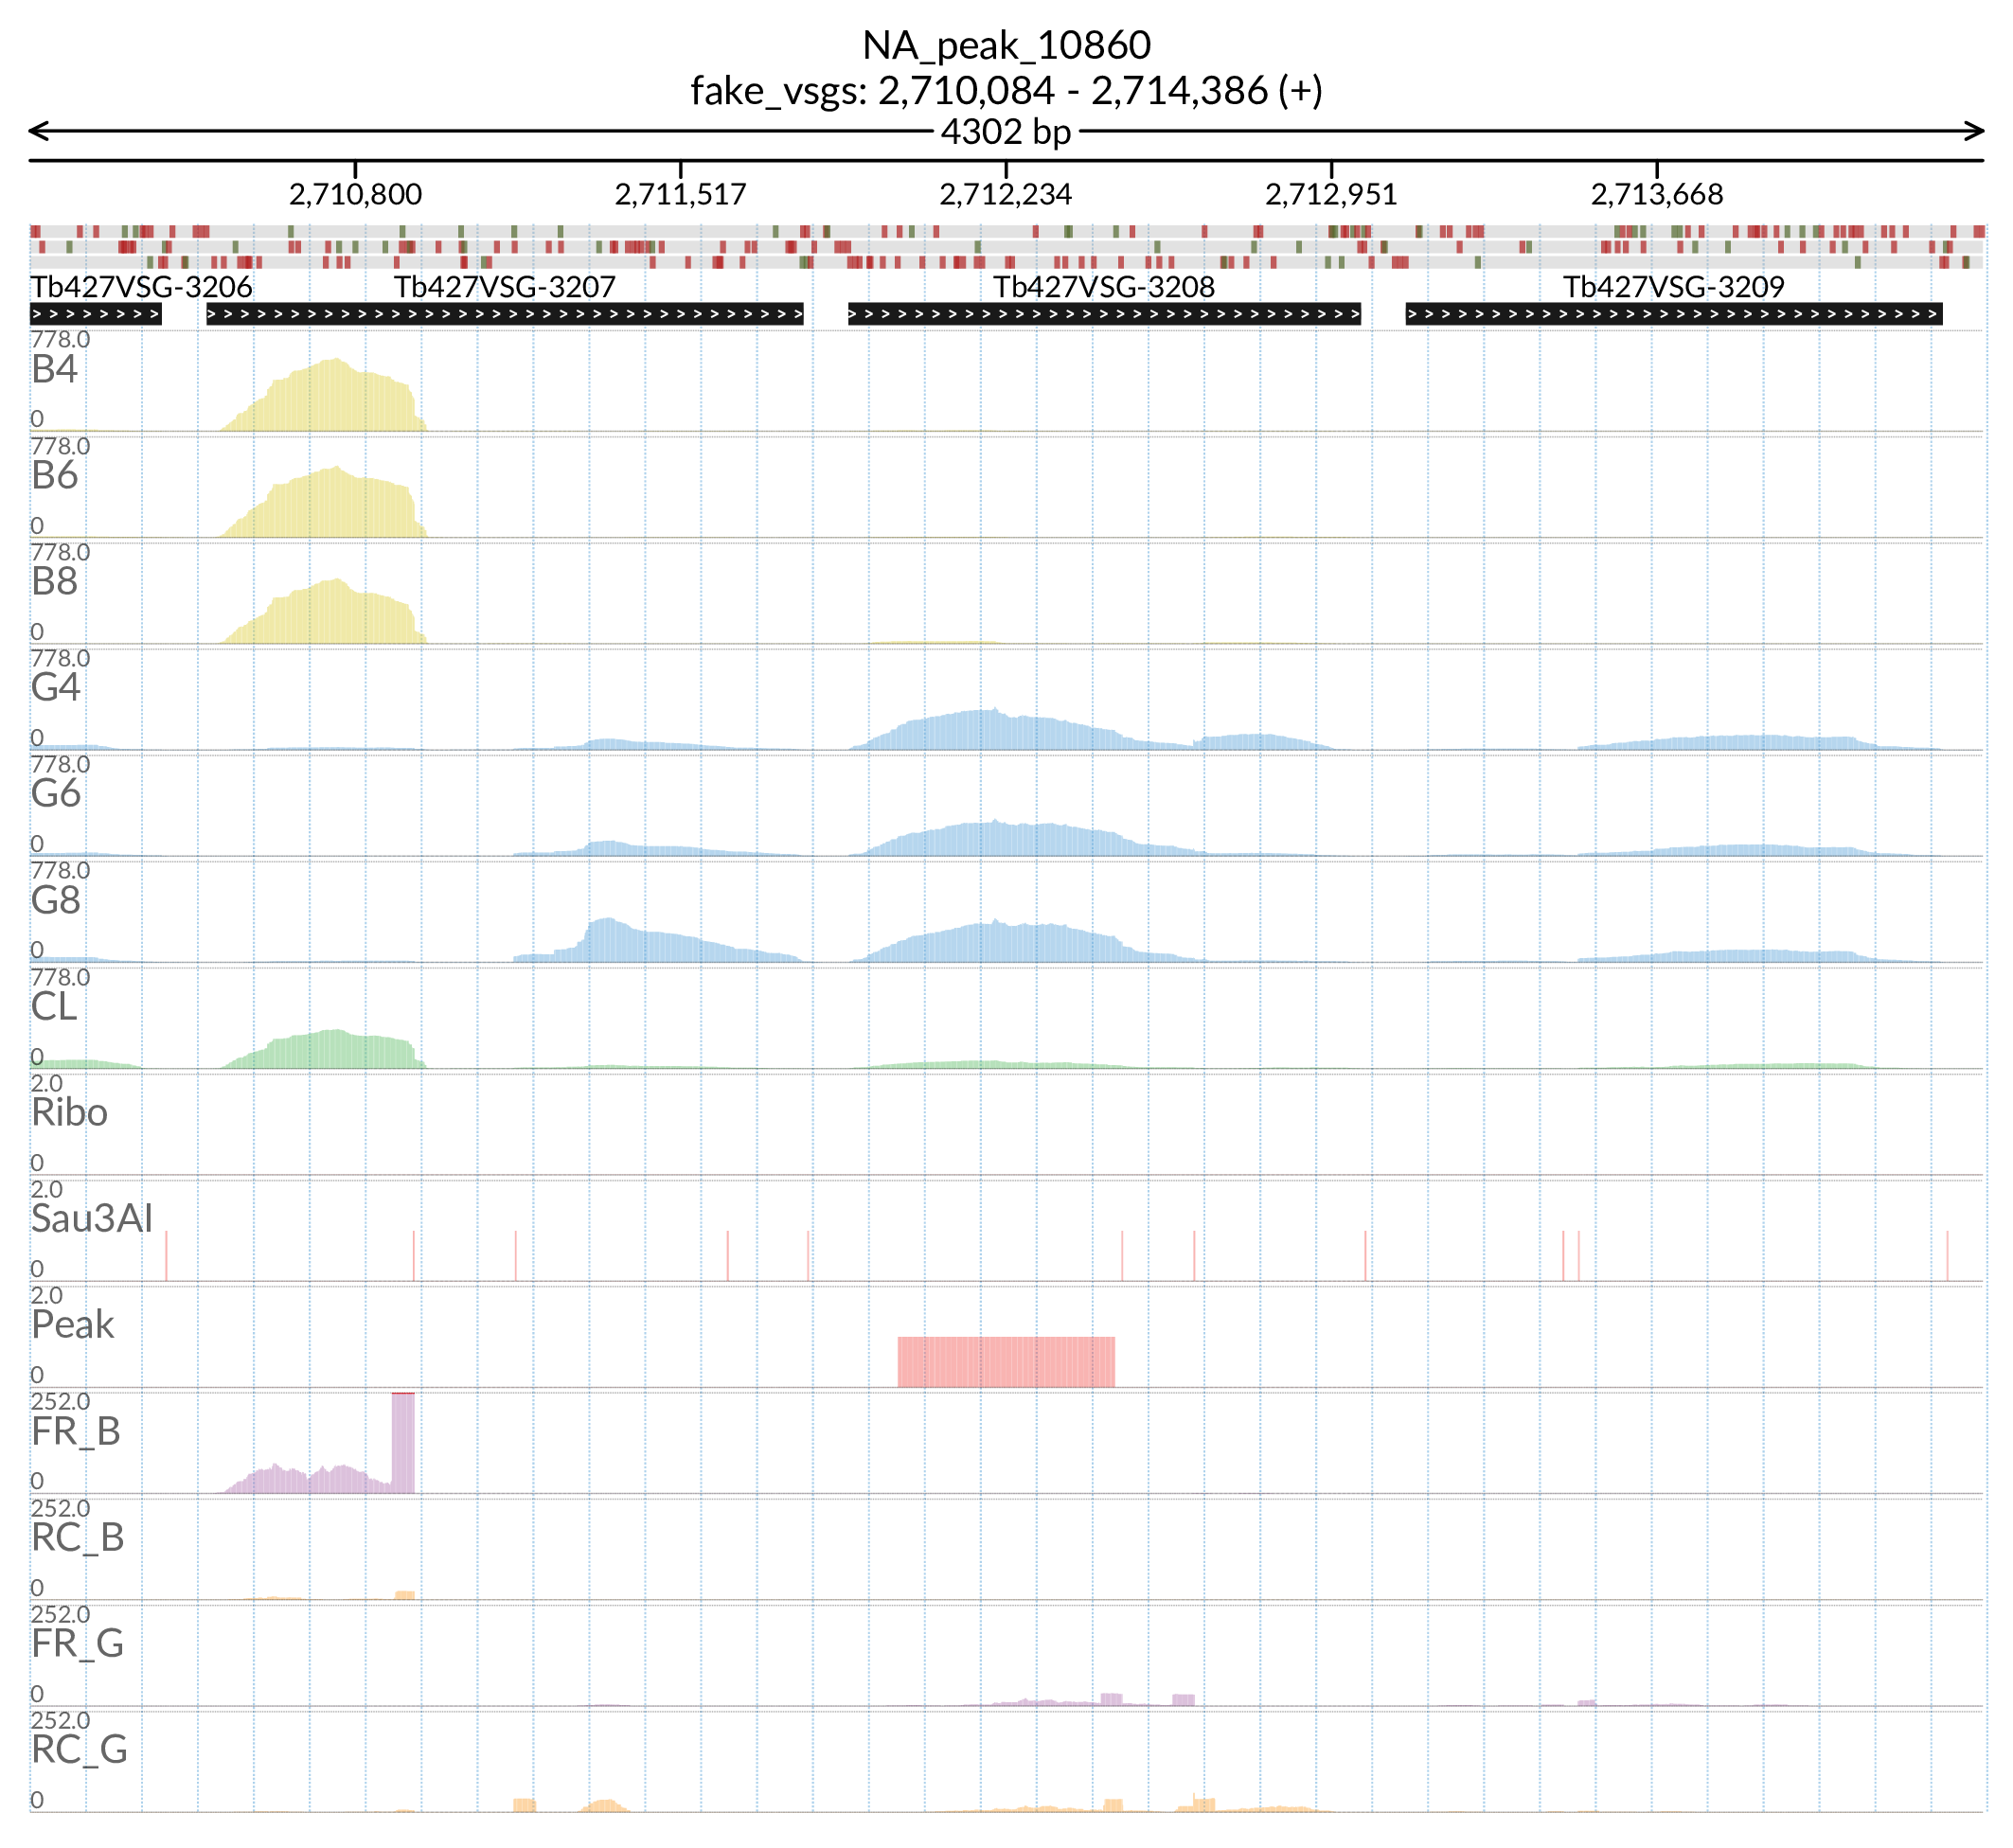 NA_peak_10860
fake_vsgs: 2,710,084 - 2,714,386 (+)
4302 bp
2,710,800 2,711,517 2,712,234 2,712,951 2,713,668
Tb427VSG-3206 Tb427VSG-3207 Tb427VSG-3208 Tb427VSG-3209
778.0
B4
0
778.0
B6
0
778.0
B8
0
778.0
G4
0
778.0
G6
0
778.0
G8
0
778.0
CL
0
2.0
Ribo
0
2.0
Sau3AI
0
2.0
Peak
0
252.0
FR_B
0
252.0
RC_B
0
252.0
FR_G
0
252.0
RC_G
0